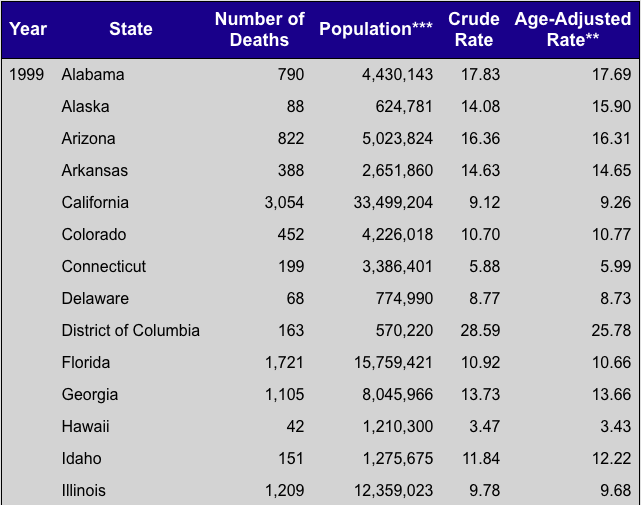 Year State Number of Deaths Population*** Crude Rate Age-Adjusted Rate**
1999 Alabama 790 4,430,143 17.83 17.69
Alaska 88 624,781 14.08 15.90
Arizona 822 5,023,824 16.36 16.31
Arkansas 388 2,651,860 14.63 14.65
California 3,054 33,499,204 9.12 9.26
Colorado 452 4,226,018 10.70 10.77
Connecticut 199 3,386,401 5.88 5.99
Delaware 68 774,990 8.77 8.73
District of Columbia 163 570,220 28.59 25.78
Florida 1,721 15,759,421 10.92 10.66
Georgia 1,105 8,045,966 13.73 13.66
Hawaii 42 1,210,300 3.47 3.43
Idaho 151 1,275,675 11.84 12.22
Illinois 1,209 12,359,023 9.78 9.68